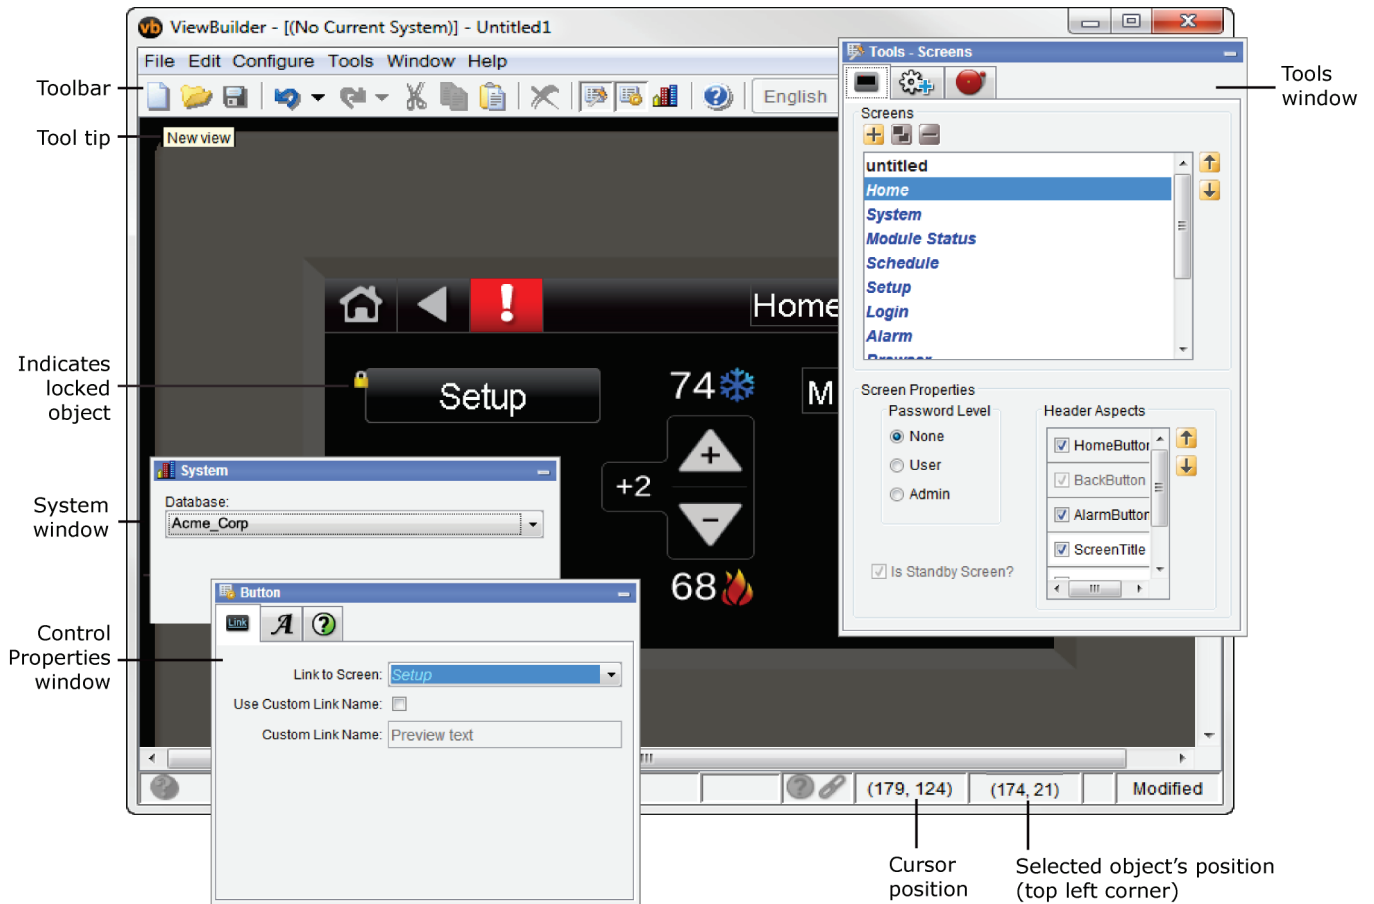 vb ViewBuilder - [(No Current System)] - Untitled1
File Edit Configure Tools Window Help
Toolbar
English
Tool tip
New view
Tools - Screens
Tools
window
Screens
untitled
Home
System
Module Status
Schedule
Setup
Login
Alarm
Browser
! Home
Indicates
locked
object
Setup
74
M
+2
+
-
68
Screen Properties
Password Level
None
User
Admin
Is Standby Screen?
Header Aspects
HomeButton
BackButton
AlarmButton
ScreenTitle
System
window
System
Database:
Acme_Corp
Control
Properties
window
Button
Link A ?
Link to Screen: Setup
Use Custom Link Name:
Custom Link Name: Preview text
(179, 124) (174, 21) Modified
Cursor
position
Selected object's position
(top left corner)